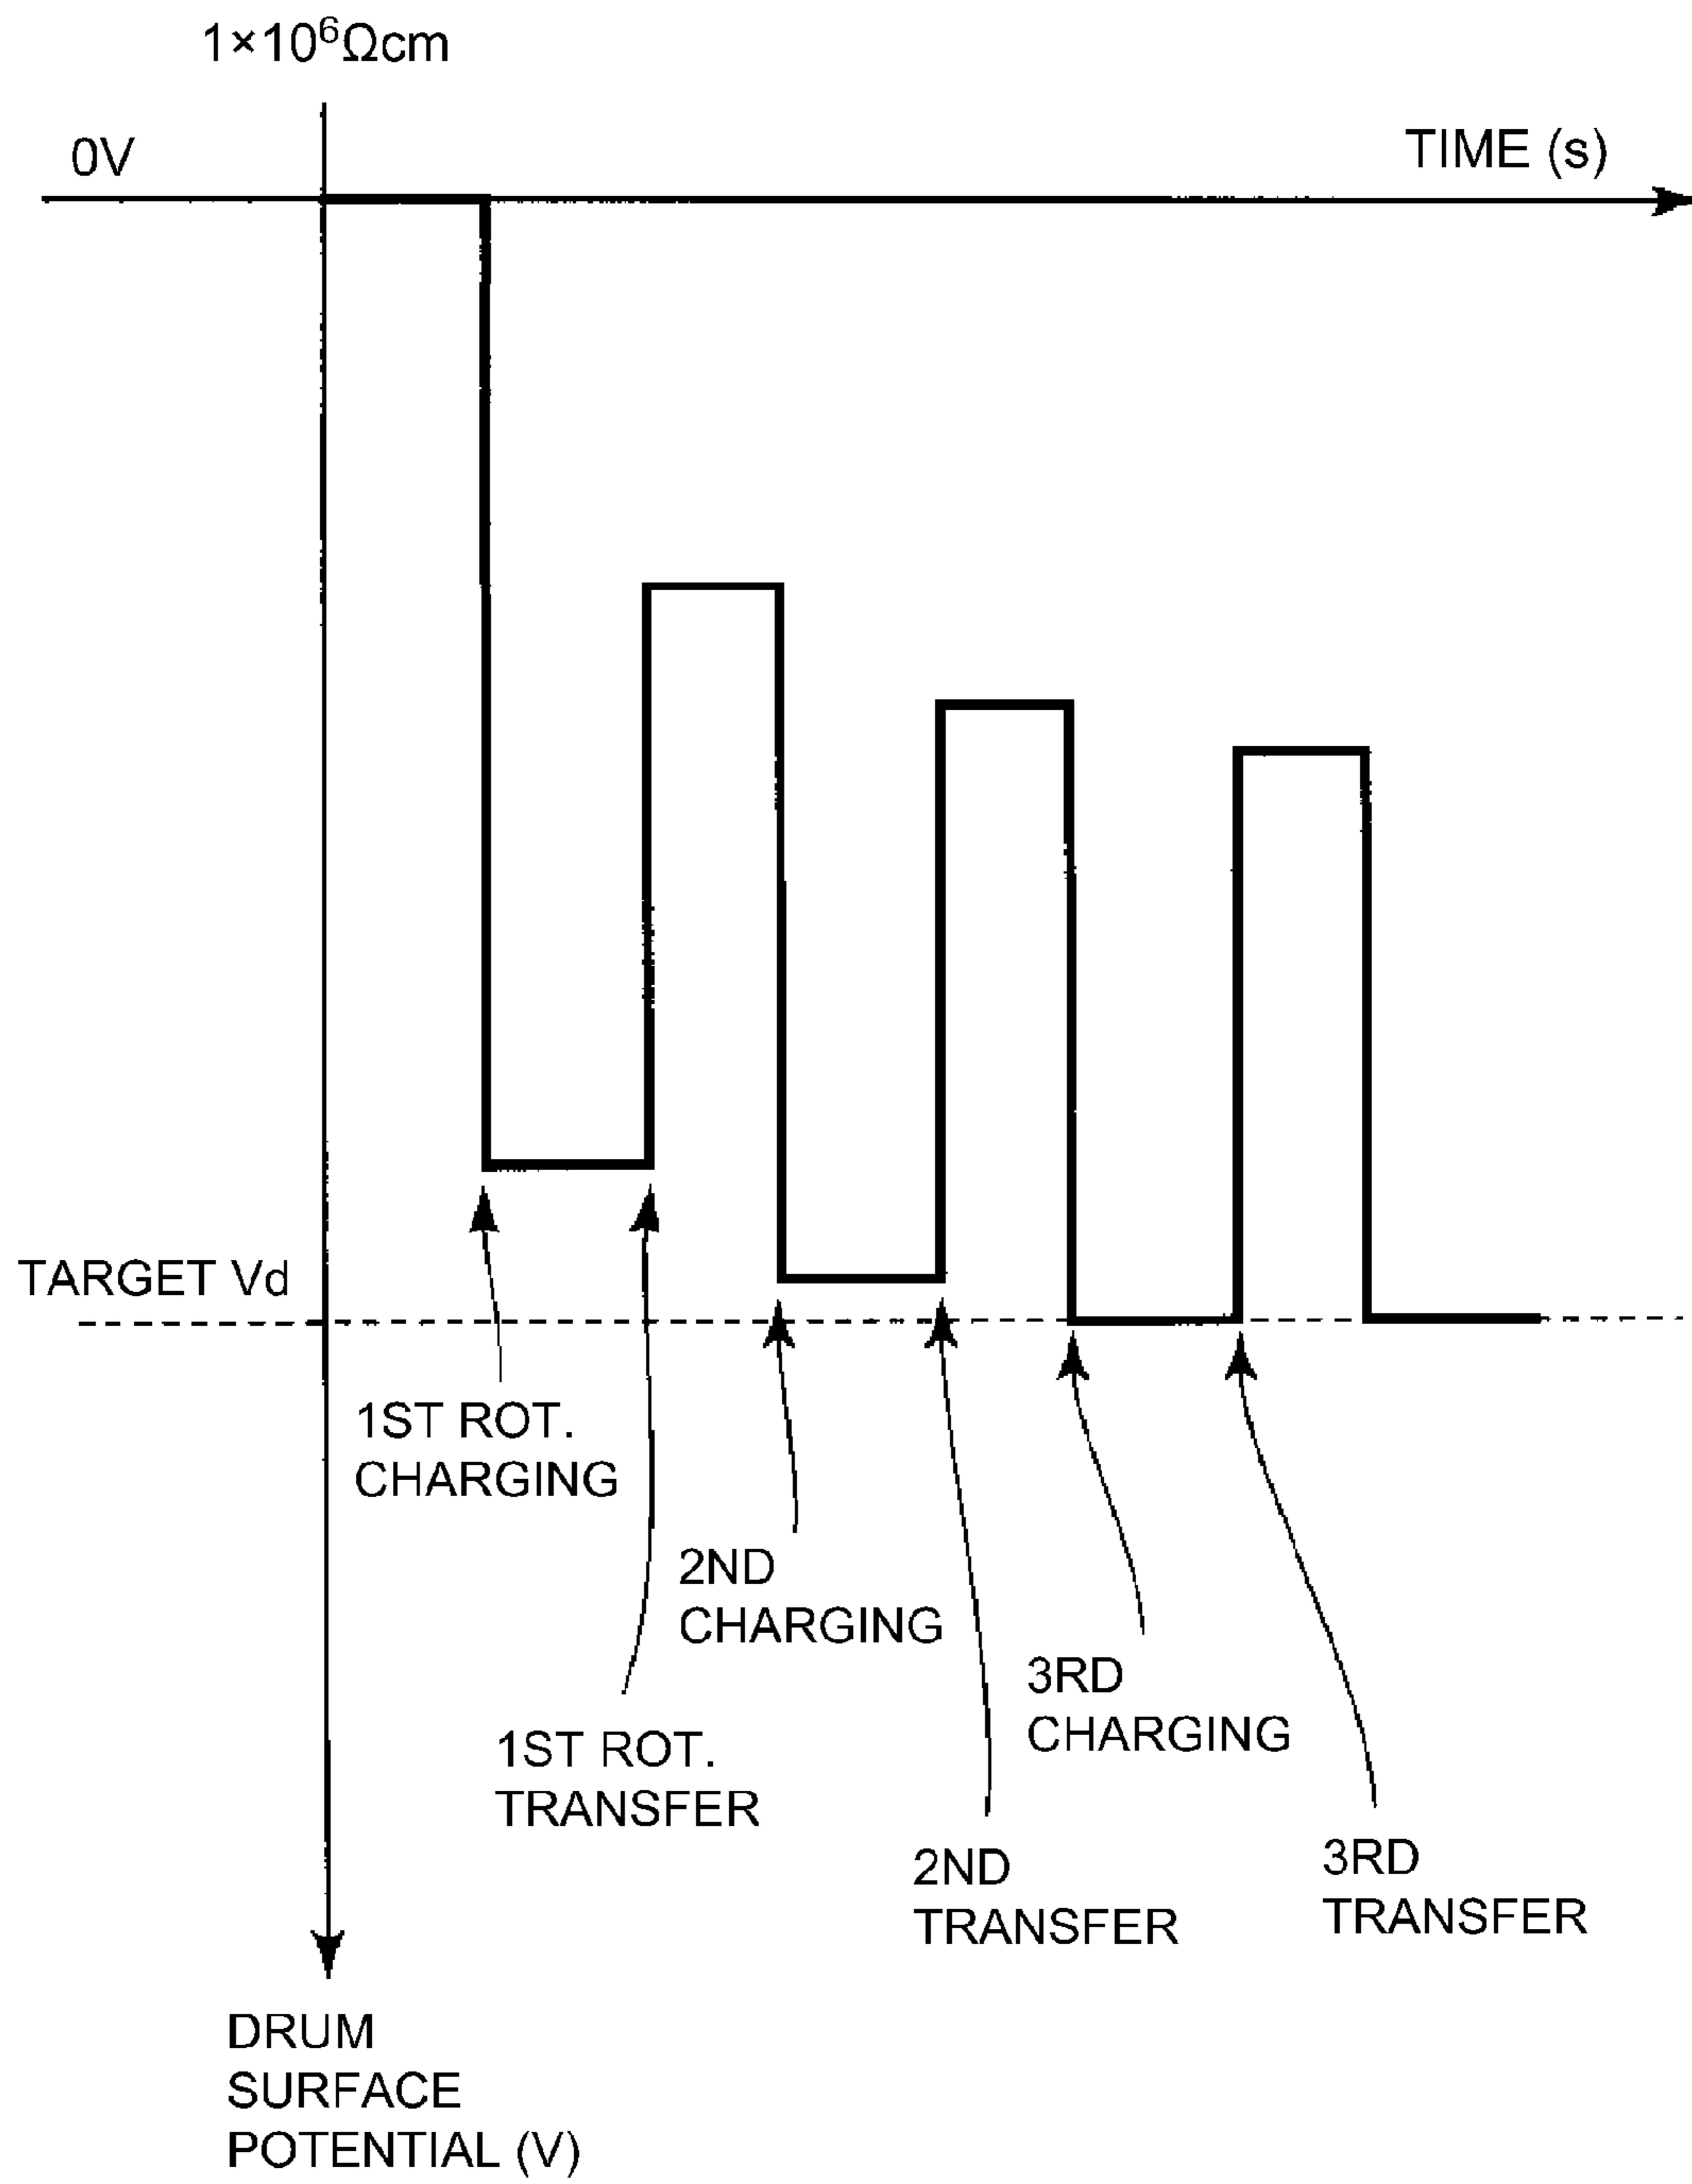 1×10⁶Ωcm
0V
TIME (s)
TARGET Vd
1ST ROT.
CHARGING
2ND
CHARGING
1ST ROT.
TRANSFER
3RD
CHARGING
2ND
TRANSFER
3RD
TRANSFER
DRUM
SURFACE
POTENTIAL (V)